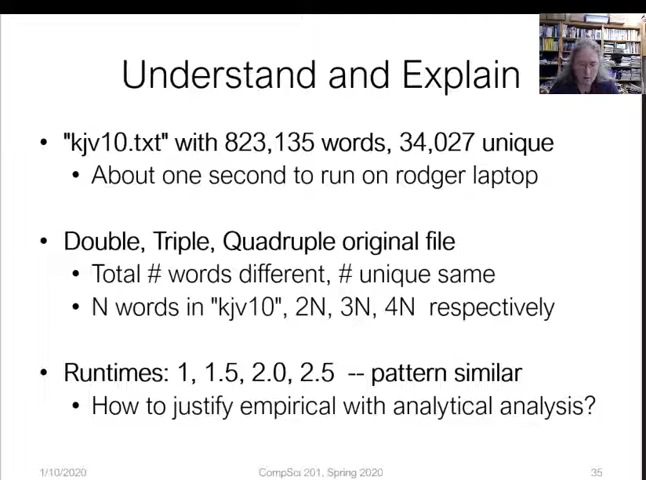 Understand and Explain
• "kjv10.txt" with 823,135 words, 34,027 unique
• About one second to run on rodger laptop
• Double, Triple, Quadruple original file
• Total # words different, # unique same
• N words in "kjv10", 2N, 3N, 4N respectively
• Runtimes: 1, 1.5, 2.0, 2.5 -- pattern similar
• How to justify empirical with analytical analysis?
1/10/2020 CompSci 201, Spring 2020 35